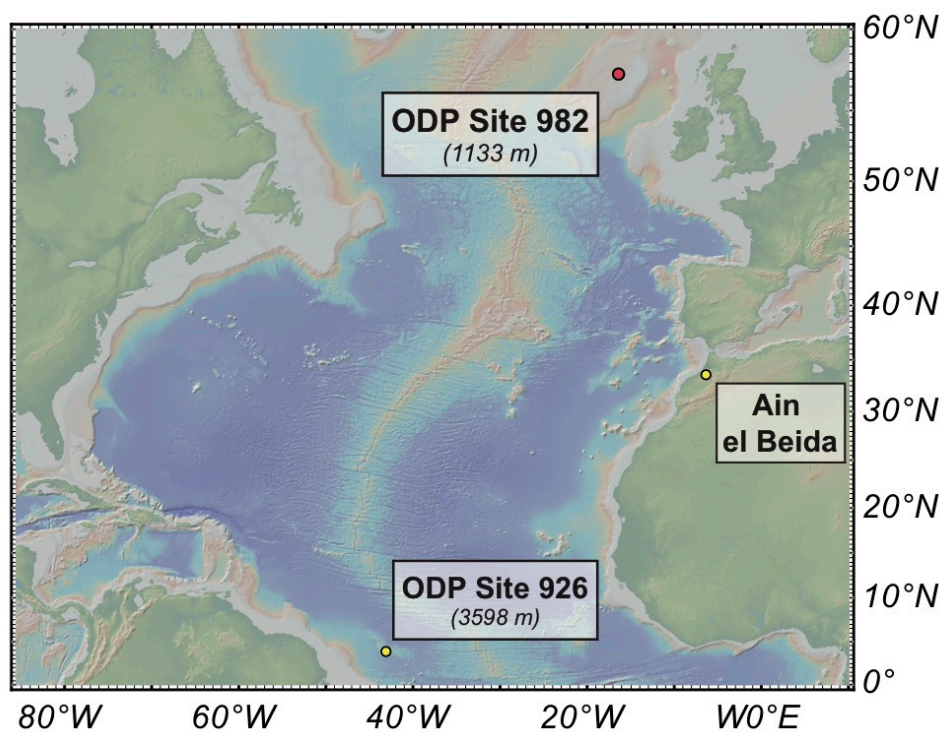 60°N
ODP Site 982
(1133 m)
50°N
40°N
Ain
el Beida
30°N
20°N
ODP Site 926
(3598 m)
10°N
0°
80°W
60°W
40°W
20°W
W0°E